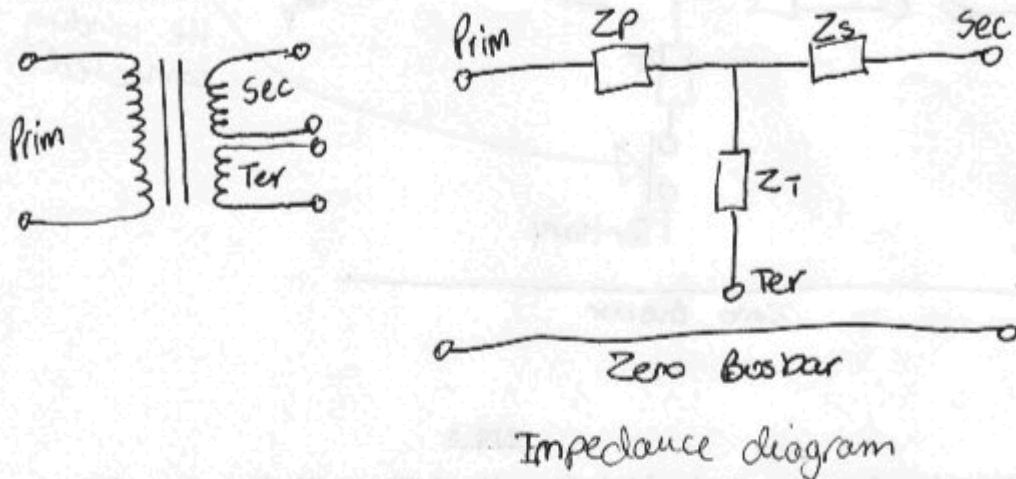 Prim
Sec
Ter
Prim
ZP
Zs
Sec
ZT
Ter
Zero Busbar
Impedance diagram